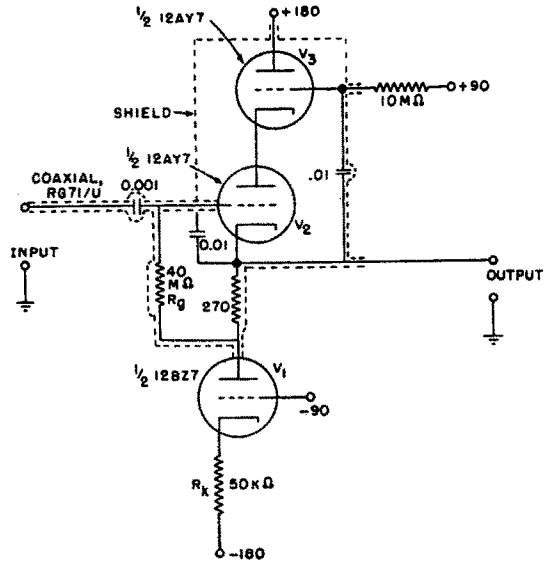 +180
1/2 12AY7
V3
SHIELD
10MΩ
+90
1/2 12AY7
COAXIAL,
RG71/U
0.001
.01
V2
0.01
INPUT
40
MΩ
Rg
270
OUTPUT
1/2 12BZ7
V1
-90
Rk
50KΩ
-180